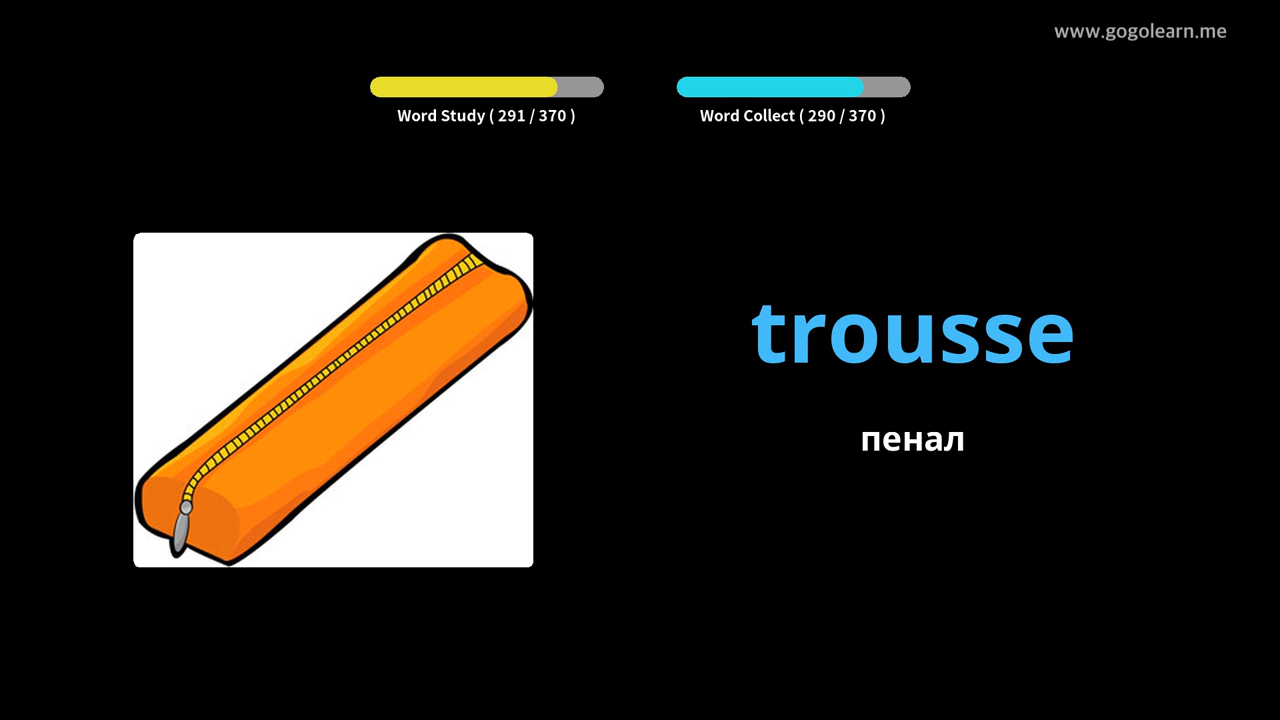 www.gogolearn.me
Word Study ( 291 / 370 )
Word Collect ( 290 / 370 )
trousse
пенал